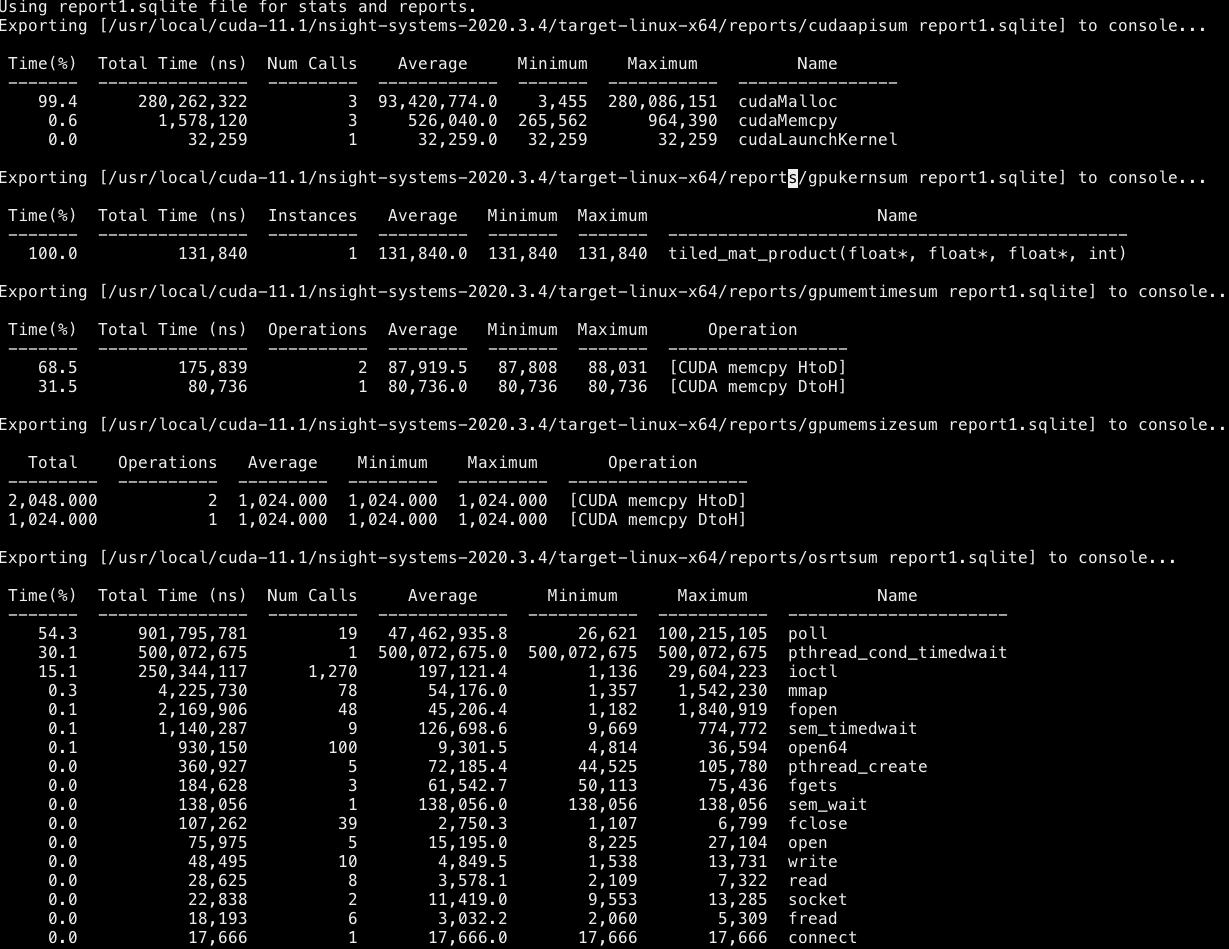 Using report1.sqlite file for stats and reports.
Exporting [/usr/local/cuda-11.1/nsight-systems-2020.3.4/target-linux-x64/reports/cudaapisum report1.sqlite] to console...
Time(%) Total Time (ns) Num Calls Average Minimum Maximum Name
------- --------------- --------- ------------ ------- ----------- ----------------
99.4 280,262,322 3 93,420,774.0 3,455 280,086,151 cudaMalloc
0.6 1,578,120 3 526,040.0 265,562 964,390 cudaMemcpy
0.0 32,259 1 32,259.0 32,259 32,259 cudaLaunchKernel
Exporting [/usr/local/cuda-11.1/nsight-systems-2020.3.4/target-linux-x64/reports/gpukernsum report1.sqlite] to console...
Time(%) Total Time (ns) Instances Average Minimum Maximum Name
------- --------------- --------- --------- ------- ------- ----------------------------------------------
100.0 131,840 1 131,840.0 131,840 131,840 tiled_mat_product(float*, float*, float*, int)
Exporting [/usr/local/cuda-11.1/nsight-systems-2020.3.4/target-linux-x64/reports/gpumemtimesum report1.sqlite] to console..
Time(%) Total Time (ns) Operations Average Minimum Maximum Operation
------- --------------- ---------- -------- ------- ------- ------------------
68.5 175,839 2 87,919.5 87,808 88,031 [CUDA memcpy HtoD]
31.5 80,736 1 80,736.0 80,736 80,736 [CUDA memcpy DtoH]
Exporting [/usr/local/cuda-11.1/nsight-systems-2020.3.4/target-linux-x64/reports/gpumemsizesum report1.sqlite] to console..
Total Operations Average Minimum Maximum Operation
--------- ---------- --------- --------- --------- ------------------
2,048.000 2 1,024.000 1,024.000 1,024.000 [CUDA memcpy HtoD]
1,024.000 1 1,024.000 1,024.000 1,024.000 [CUDA memcpy DtoH]
Exporting [/usr/local/cuda-11.1/nsight-systems-2020.3.4/target-linux-x64/reports/osrtsum report1.sqlite] to console...
Time(%) Total Time (ns) Num Calls Average Minimum Maximum Name
------- --------------- --------- ------------- ----------- ----------- ----------------------
54.3 901,795,781 19 47,462,935.8 26,621 100,215,105 poll
30.1 500,072,675 1 500,072,675.0 500,072,675 500,072,675 pthread_cond_timedwait
15.1 250,344,117 1,270 197,121.4 1,136 29,604,223 ioctl
0.3 4,225,730 78 54,176.0 1,357 1,542,230 mmap
0.1 2,169,906 48 45,206.4 1,182 1,840,919 fopen
0.1 1,140,287 9 126,698.6 9,669 774,772 sem_timedwait
0.1 930,150 100 9,301.5 4,814 36,594 open64
0.0 360,927 5 72,185.4 44,525 105,780 pthread_create
0.0 184,628 3 61,542.7 50,113 75,436 fgets
0.0 138,056 1 138,056.0 138,056 138,056 sem_wait
0.0 107,262 39 2,750.3 1,107 6,799 fclose
0.0 75,975 5 15,195.0 8,225 27,104 open
0.0 48,495 10 4,849.5 1,538 13,731 write
0.0 28,625 8 3,578.1 2,109 7,322 read
0.0 22,838 2 11,419.0 9,553 13,285 socket
0.0 18,193 6 3,032.2 2,060 5,309 fread
0.0 17,666 1 17,666.0 17,666 17,666 connect